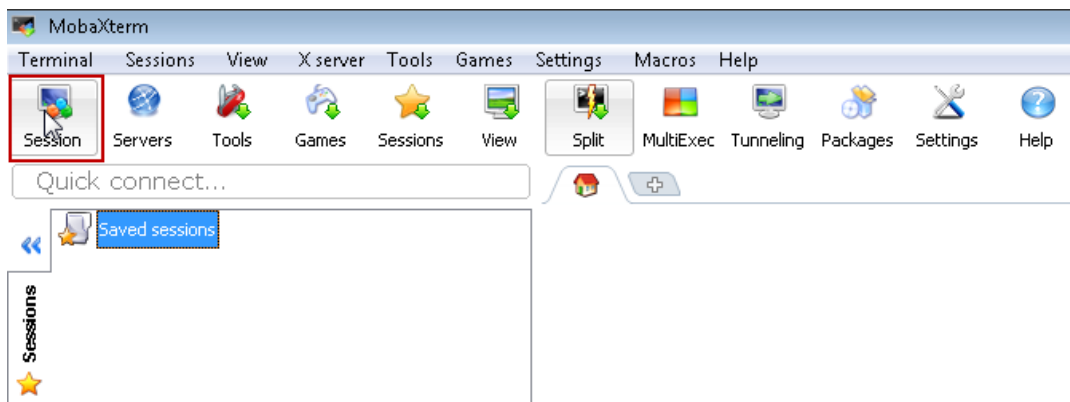 MobaXterm
Terminal Sessions View X server Tools Games Settings Macros Help
Session Servers Tools Games Sessions View Split MultiExec Tunneling Packages Settings Help
Quick connect...
Saved sessions
Sessions